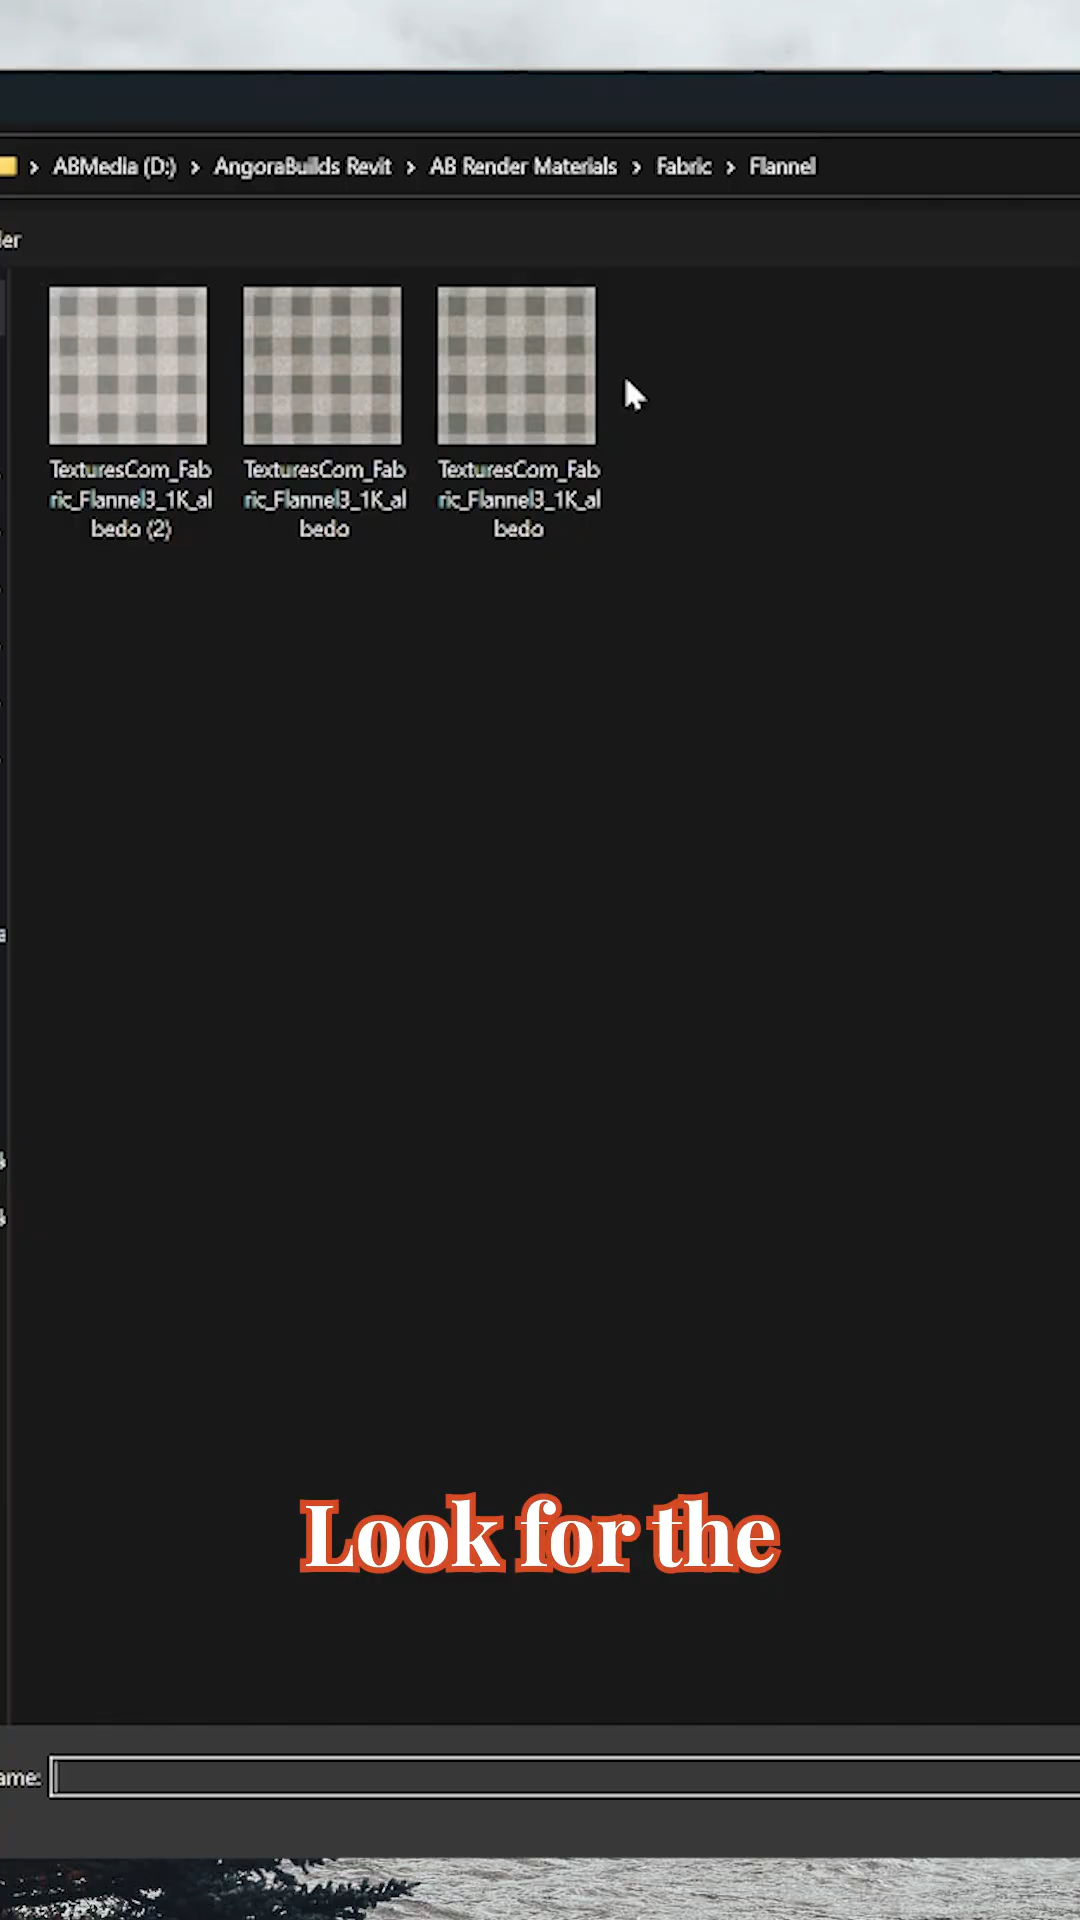 ABMedia (D:) > AngoraBuilds Revit > AB Render Materials > Fabric > Flannel
TexturesCom_Fab
ric_Flannel3_1K_al
bedo (2)
TexturesCom_Fab
ric_Flannel3_1K_al
bedo
TexturesCom_Fab
ric_Flannel3_1K_al
bedo
Look for the
ame: